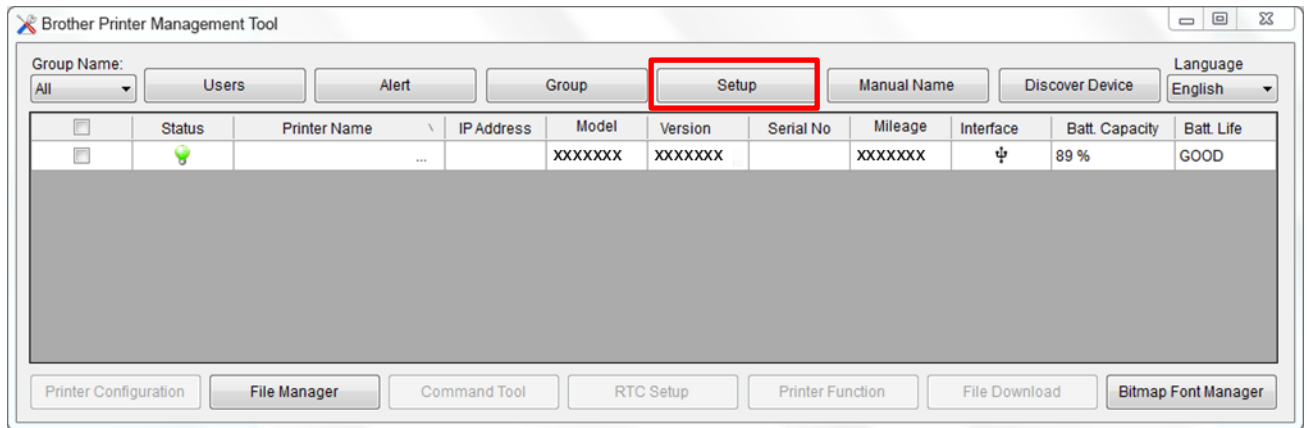 Brother Printer Management Tool
Group Name: Language
All Users Alert Group Setup Manual Name Discover Device English
Status Printer Name \ IP Address Model Version Serial No Mileage Interface Batt. Capacity Batt. Life
... XXXXXXX XXXXXXX XXXXXXX 89 % GOOD
Printer Configuration File Manager Command Tool RTC Setup Printer Function File Download Bitmap Font Manager